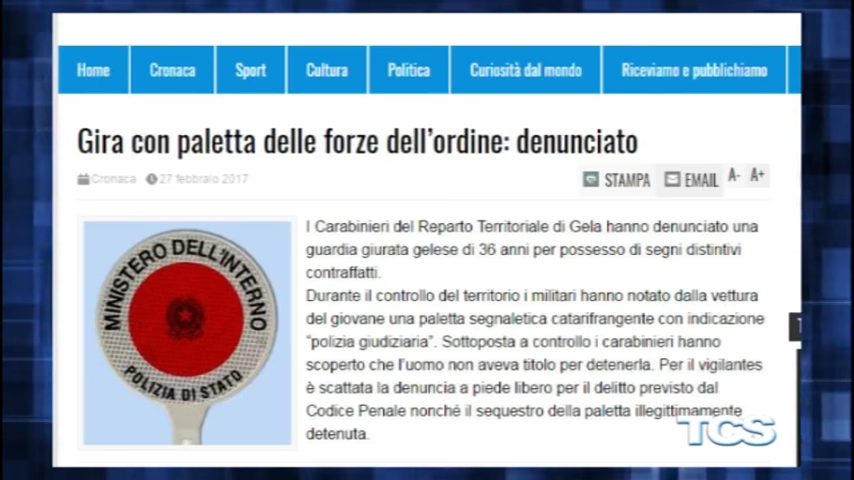 Home Cronaca Sport Cultura Politica Curiosità dal mondo Riceviamo e pubblichiamo
Gira con paletta delle forze dell'ordine: denunciato
Cronaca 27 febbraio 2017
STAMPA EMAIL A- A+
MINISTERO DELL'INTERNO
POLIZIA DI STATO
I Carabinieri del Reparto Territoriale di Gela hanno denunciato una
guardia giurata gelese di 36 anni per possesso di segni distintivi
contraffatti.
Durante il controllo del territorio i militari hanno notato dalla vettura
del giovane una paletta segnaletica catarifrangente con indicazione
"polizia giudiziaria". Sottoposta a controllo i carabinieri hanno
scoperto che l'uomo non aveva titolo per detenerla. Per il vigilantes
è scattata la denuncia a piede libero per il delitto previsto dal
Codice Penale nonché il sequestro della paletta illegittimamente
detenuta.
TCS